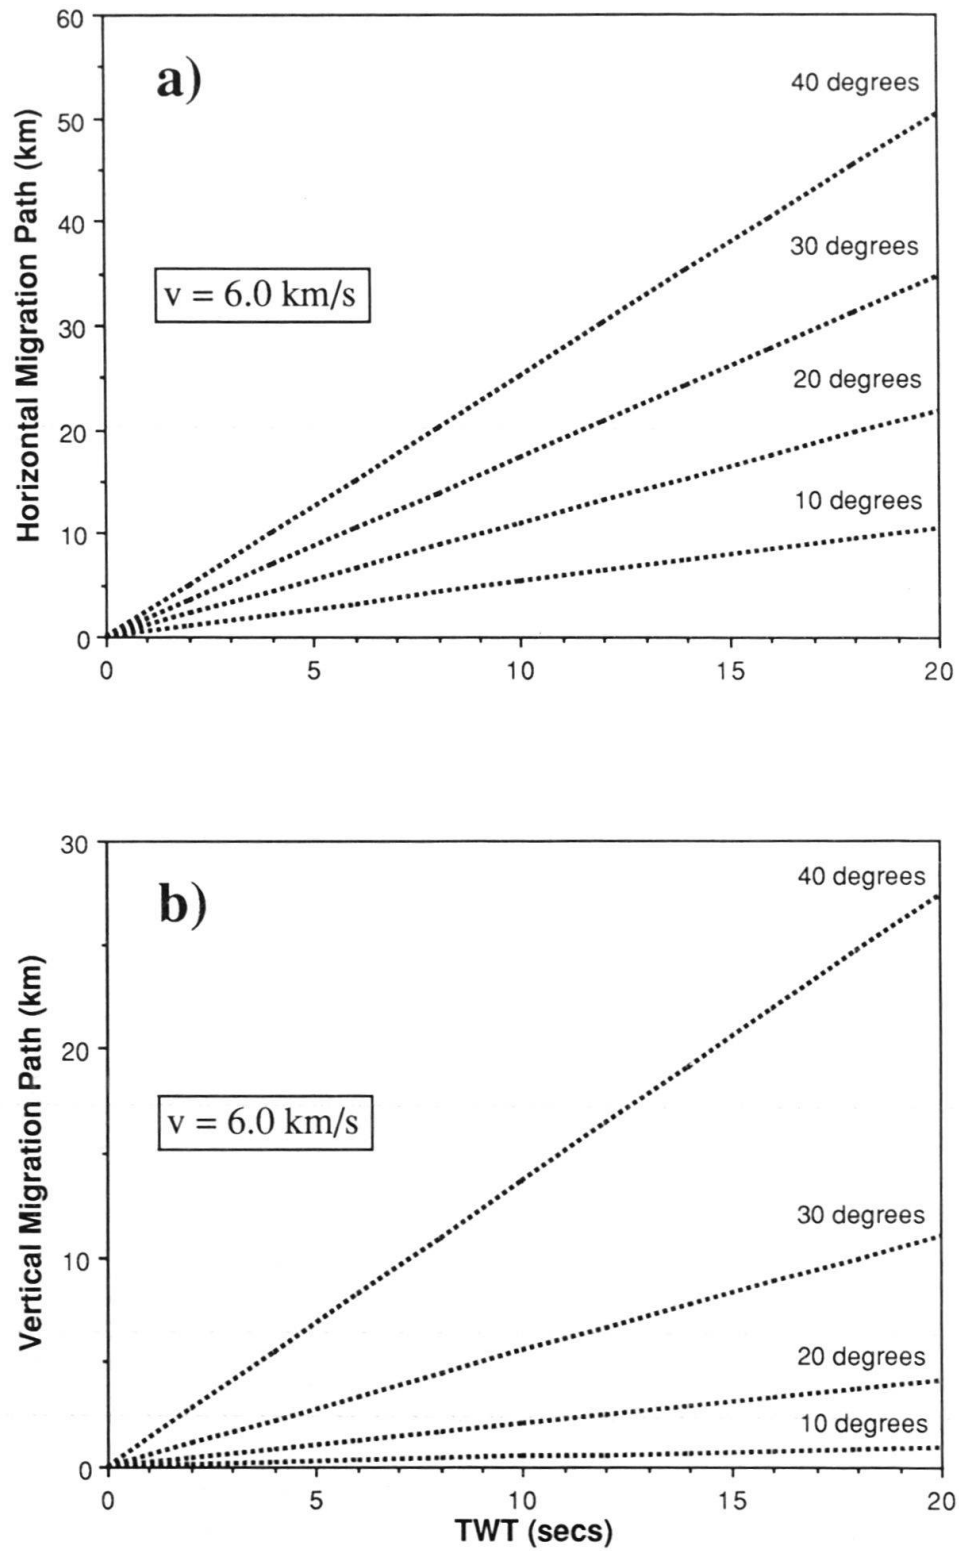 a)
Horizontal Migration Path (km)
60
50
40
30
20
10
0
v = 6.0 km/s
40 degrees
30 degrees
20 degrees
10 degrees
0 5 10 15 20
b)
Vertical Migration Path (km)
30
20
10
0
v = 6.0 km/s
40 degrees
30 degrees
20 degrees
10 degrees
0 5 10 15 20
TWT (secs)